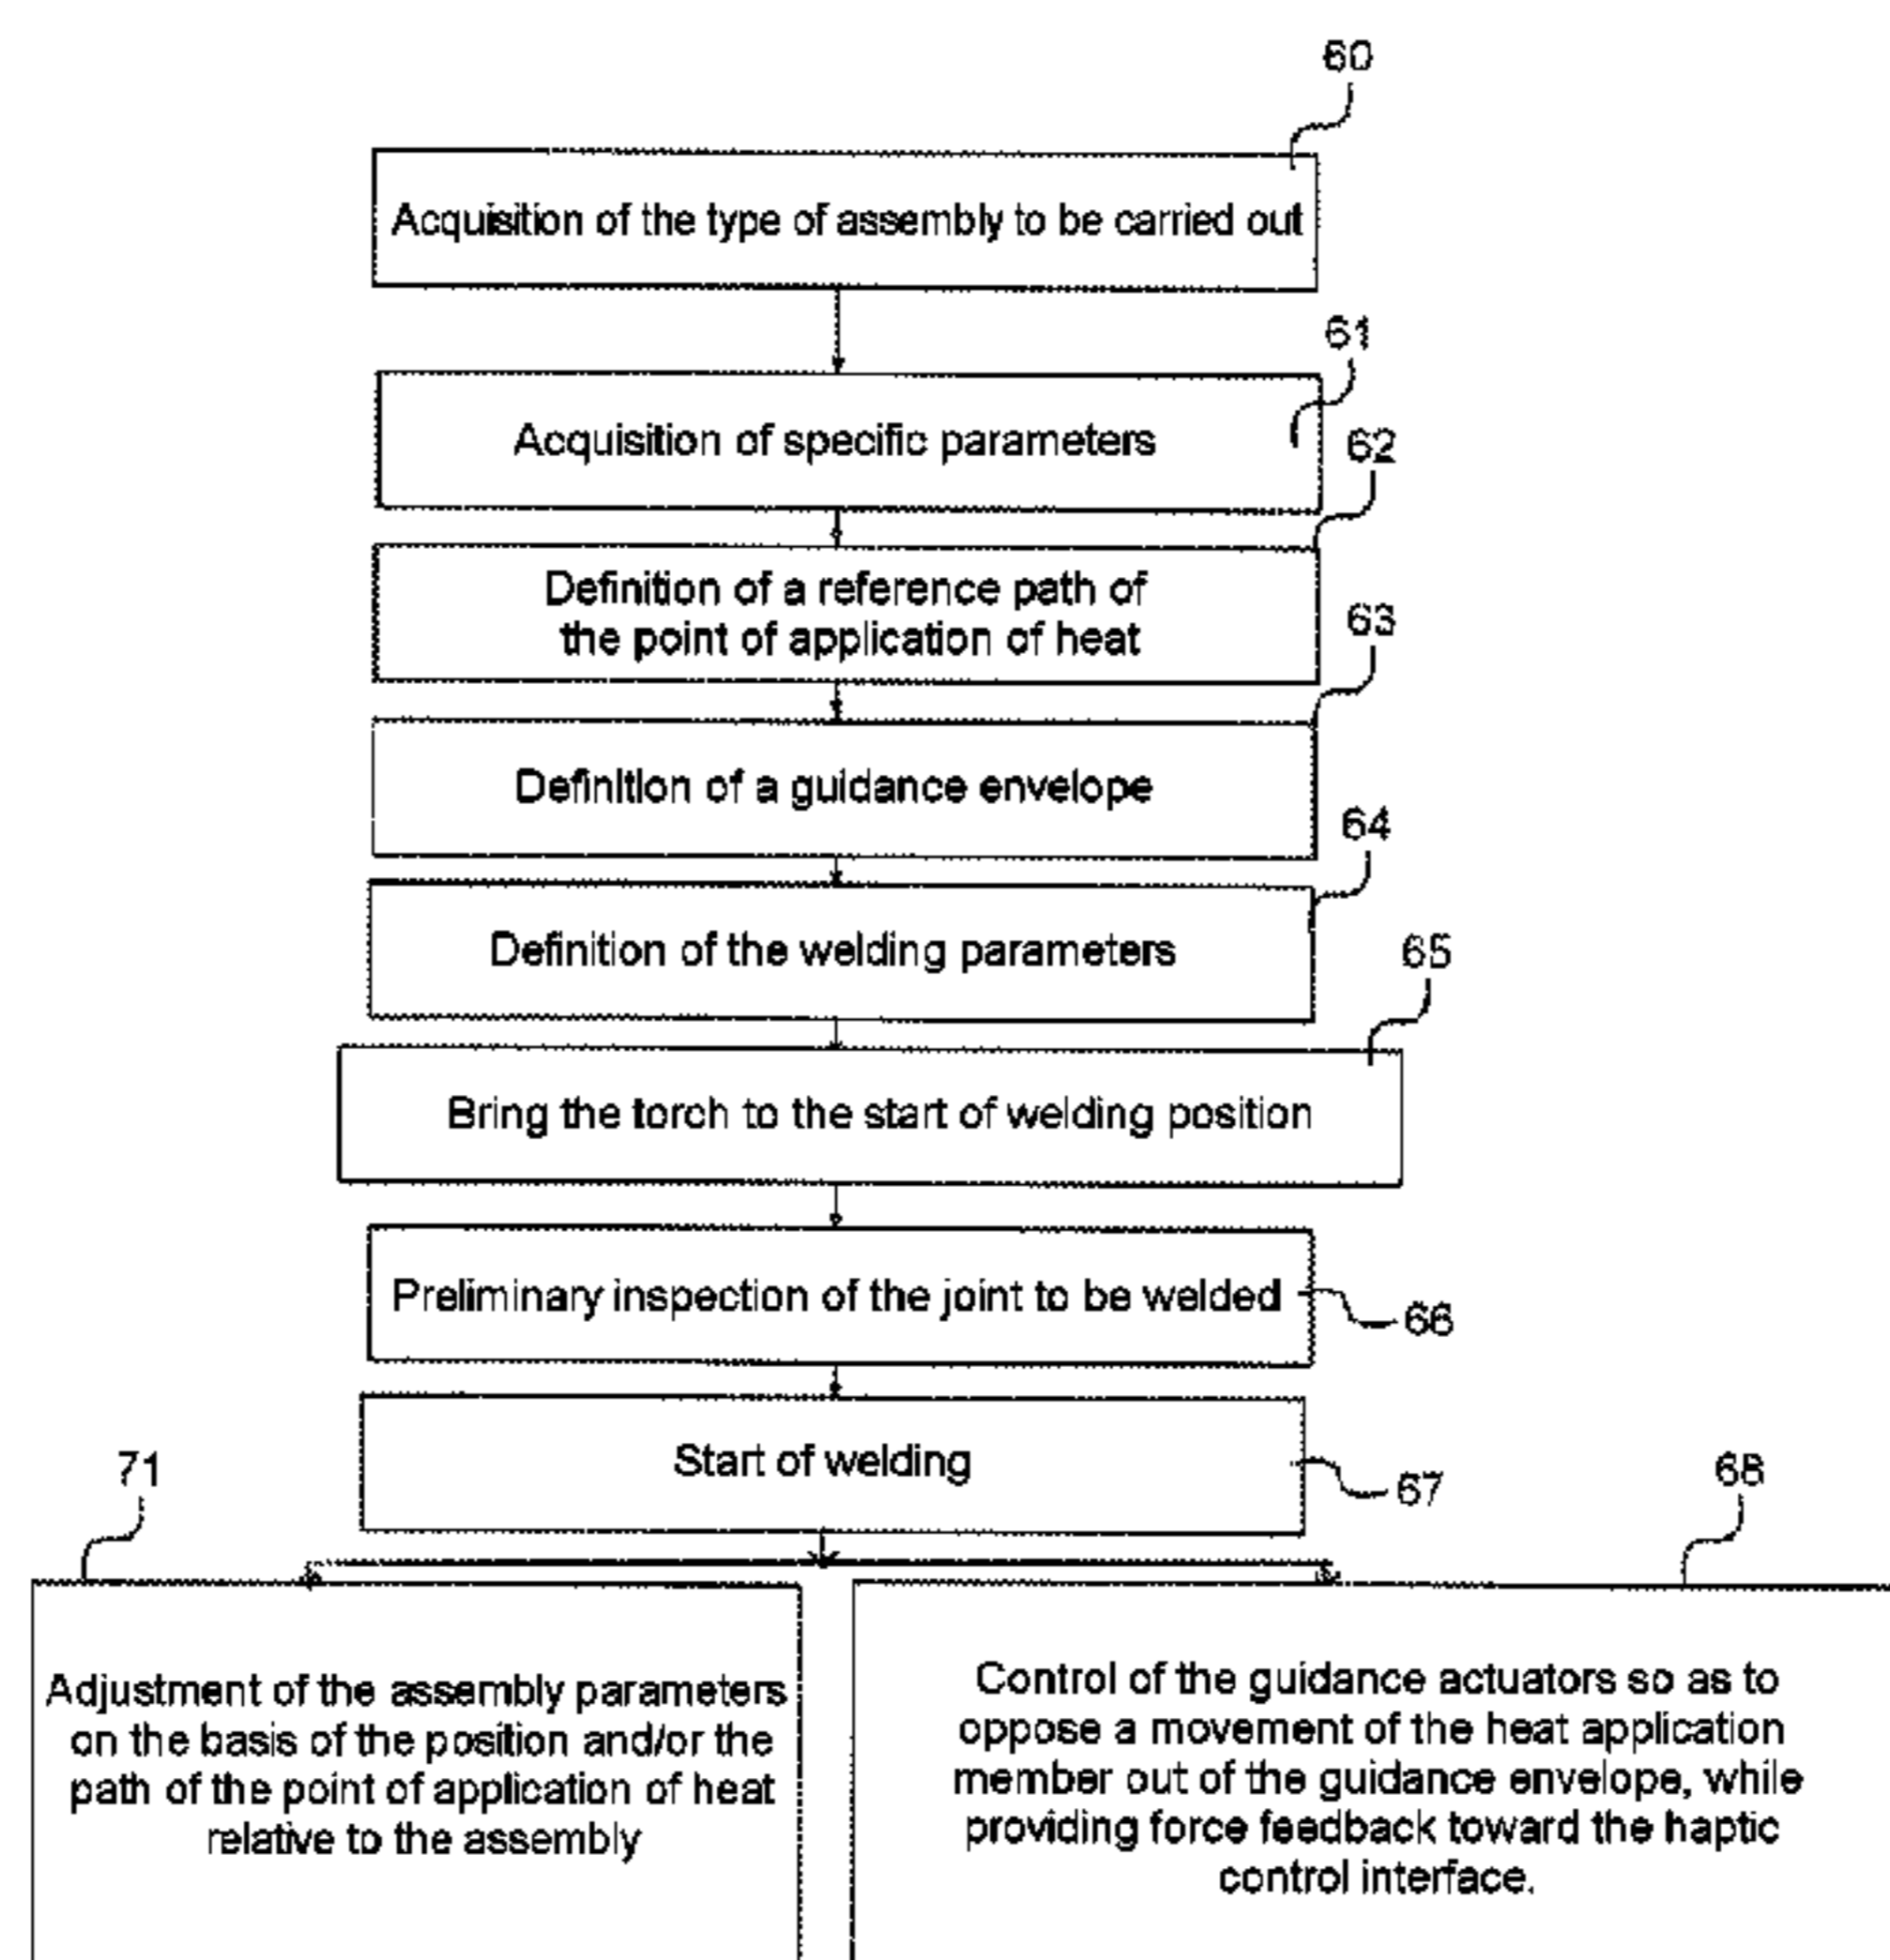 60
Acquisition of the type of assembly to be carried out
61
Acquisition of specific parameters
62
Definition of a reference path of
the point of application of heat
63
Definition of a guidance envelope
64
Definition of the welding parameters
65
Bring the torch to the start of welding position
Preliminary inspection of the joint to be welded
66
Start of welding
67
71
Adjustment of the assembly parameters
on the basis of the position and/or the
path of the point of application of heat
relative to the assembly
68
Control of the guidance actuators so as to
oppose a movement of the heat application
member out of the guidance envelope, while
providing force feedback toward the haptic
control interface.